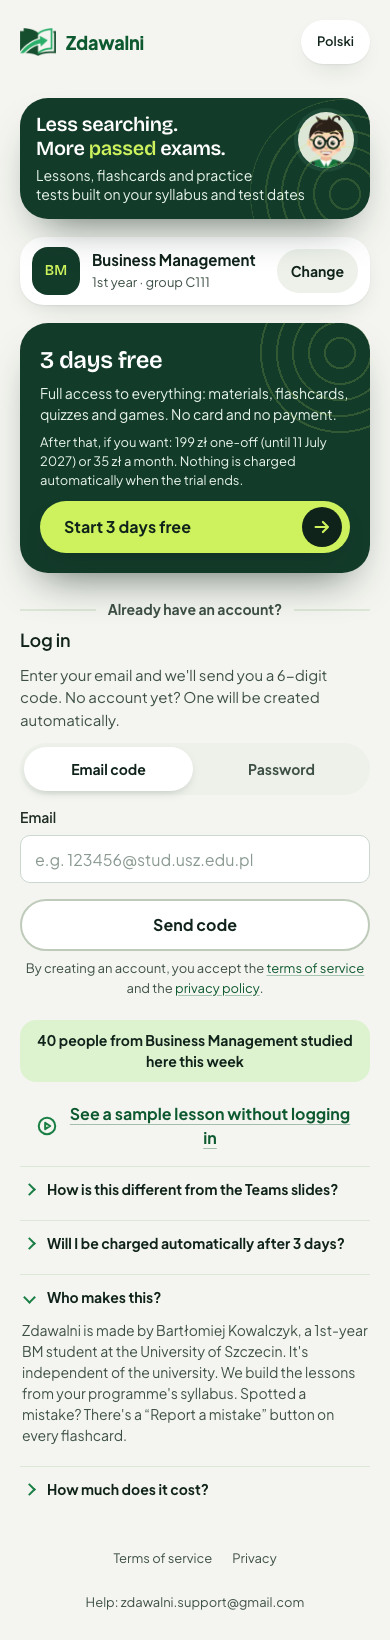 Zdawalni
Polski
Less searching.
More passed exams.
Lessons, flashcards and practice
tests built on your syllabus and test dates
BM
Business Management
1st year · group C111
Change
3 days free
Full access to everything: materials, flashcards,
quizzes and games. No card and no payment.
After that, if you want: 199 zł one-off (until 11 July
2027) or 35 zł a month. Nothing is charged
automatically when the trial ends.
Start 3 days free
Already have an account?
Log in
Enter your email and we'll send you a 6-digit
code. No account yet? One will be created
automatically.
Email code
Password
Email
e.g. 123456@stud.usz.edu.pl
Send code
By creating an account, you accept the terms of service
and the privacy policy.
40 people from Business Management studied
here this week
See a sample lesson without logging
in
How is this different from the Teams slides?
Will I be charged automatically after 3 days?
Who makes this?
Zdawalni is made by Bartłomiej Kowalczyk, a 1st-year
BM student at the University of Szczecin. It's
independent of the university. We build the lessons
from your programme's syllabus. Spotted a
mistake? There's a “Report a mistake” button on
every flashcard.
How much does it cost?
Terms of service
Privacy
Help: zdawalni.support@gmail.com